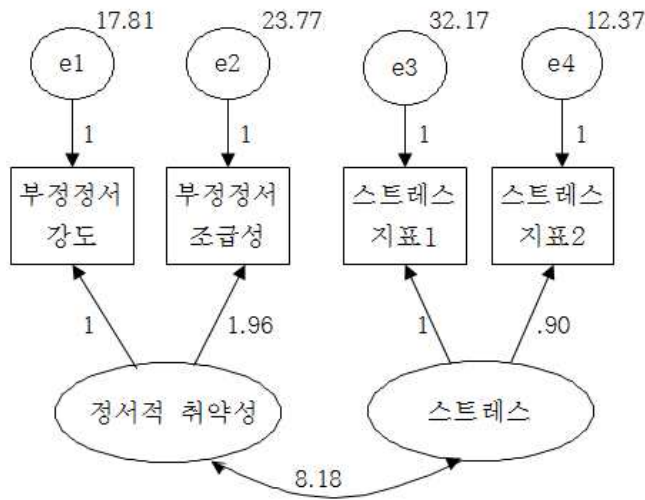 17.81 23.77 32.17 12.37
e1 e2 e3 e4
1 1 1 1
부정정서 부정정서 스트레스 스트레스
강도 조급성 지표1 지표2
1 1.96 1 .90
정서적 취약성 스트레스
8.18